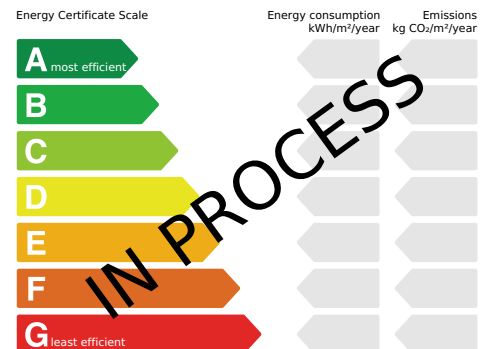 Energy Certificate Scale
Energy consumption
kWh/m²/year
Emissions
kg CO₂/m²/year
A most efficient
B
C
D
E
F
G least efficient
IN PROCESS